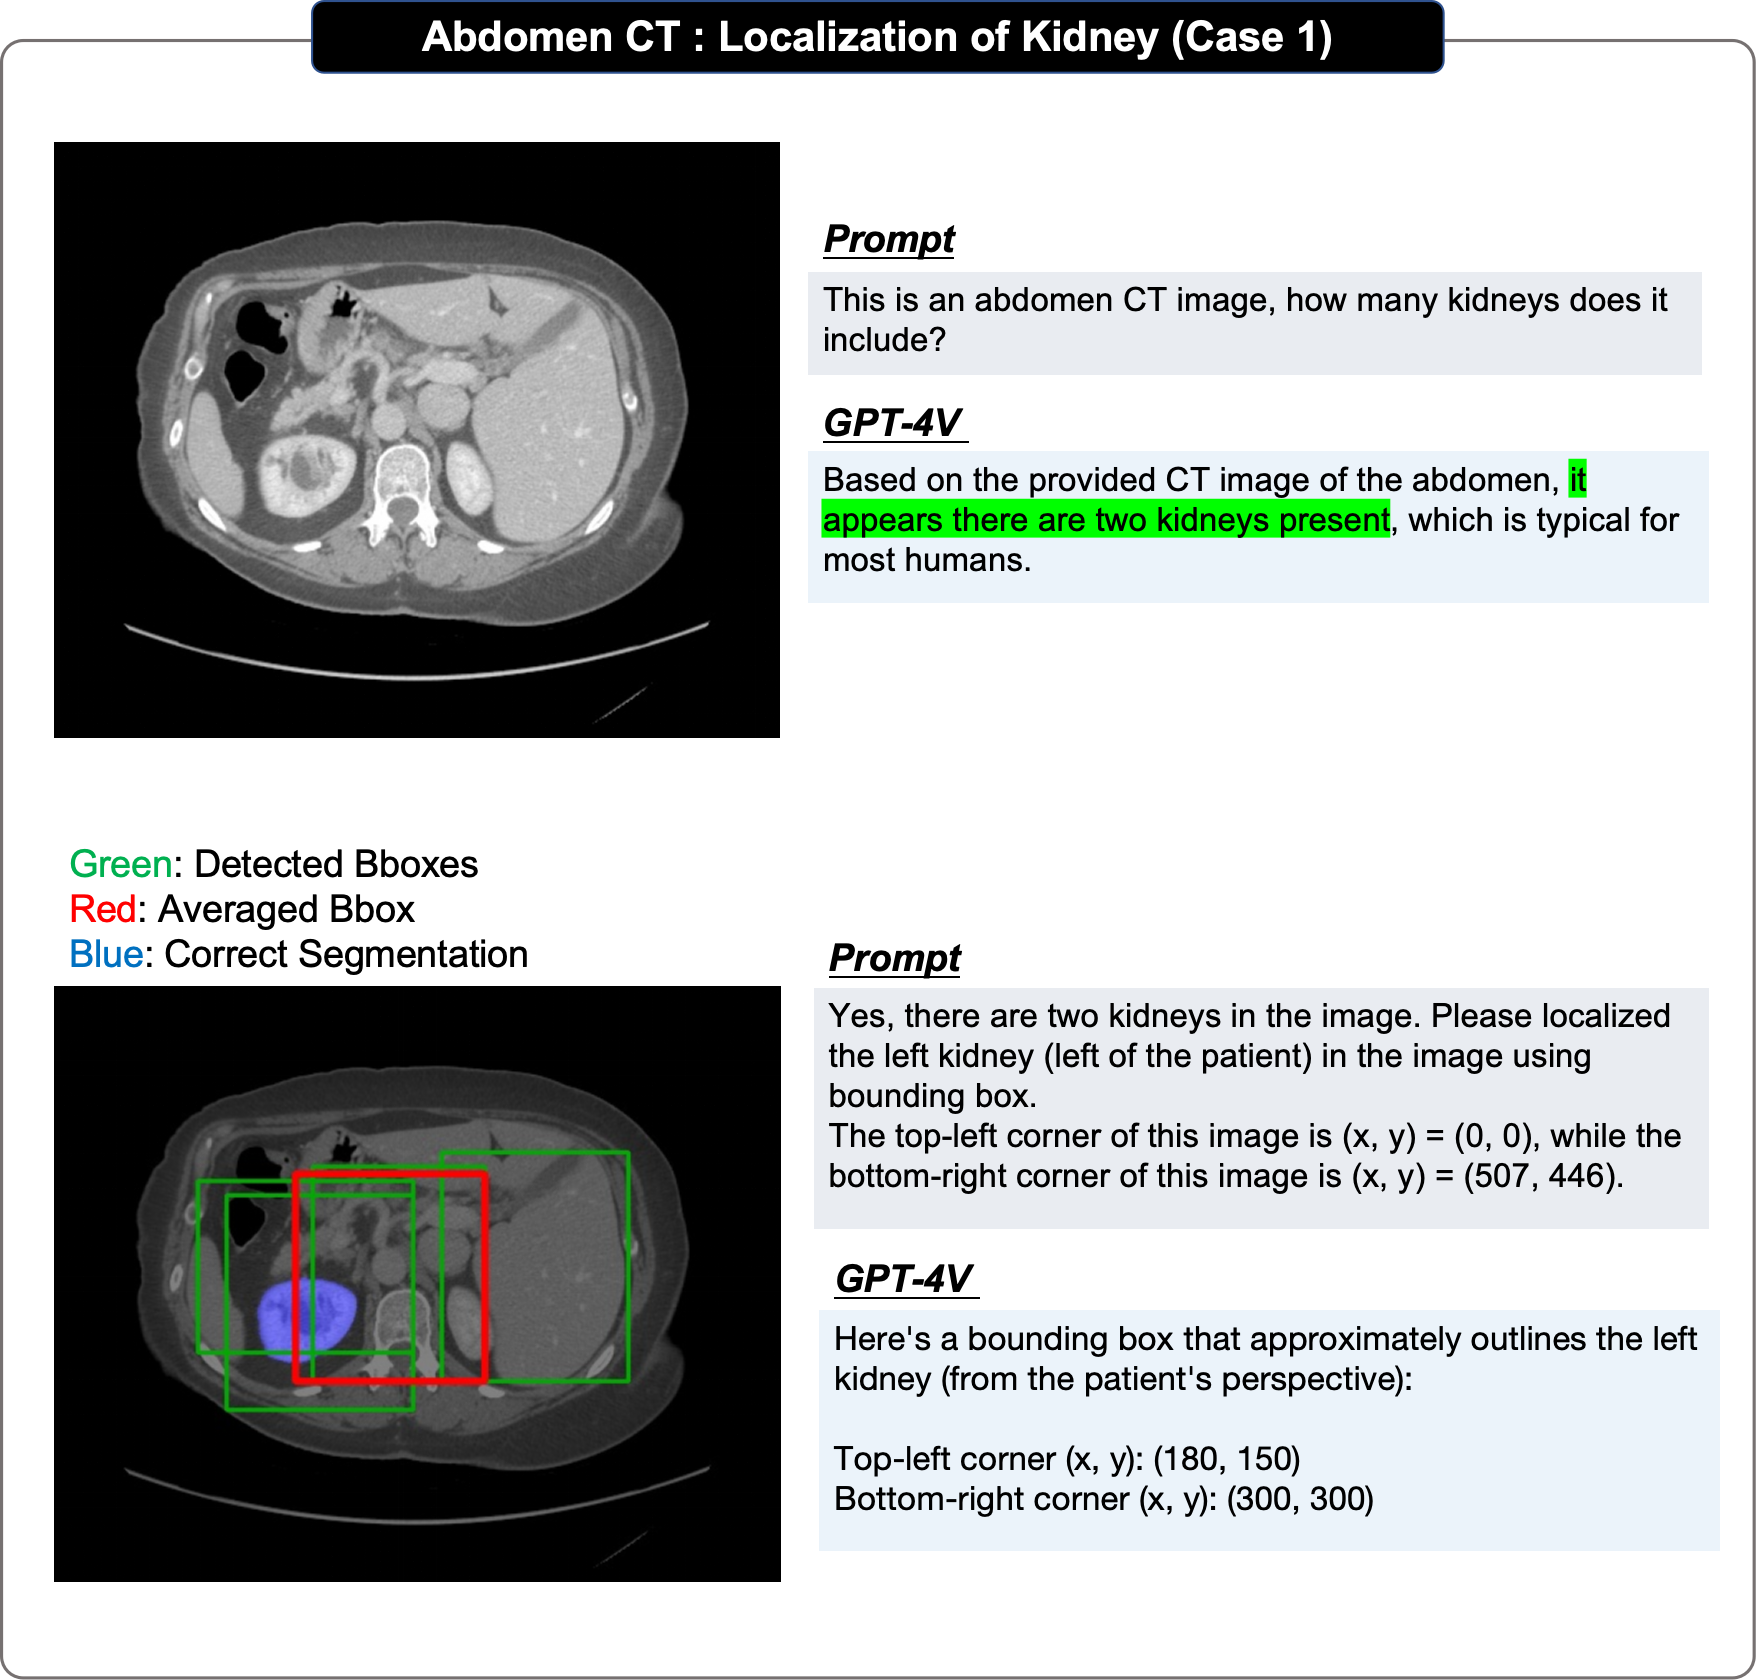 Abdomen CT : Localization of Kidney (Case 1)
Prompt
This is an abdomen CT image, how many kidneys does it
include?
GPT-4V
Based on the provided CT image of the abdomen, it
appears there are two kidneys present, which is typical for
most humans.
Green: Detected Bboxes
Red: Averaged Bbox
Blue: Correct Segmentation
Prompt
Yes, there are two kidneys in the image. Please localized
the left kidney (left of the patient) in the image using
bounding box.
The top-left corner of this image is (x, y) = (0, 0), while the
bottom-right corner of this image is (x, y) = (507, 446).
GPT-4V
Here's a bounding box that approximately outlines the left
kidney (from the patient's perspective):
Top-left corner (x, y): (180, 150)
Bottom-right corner (x, y): (300, 300)